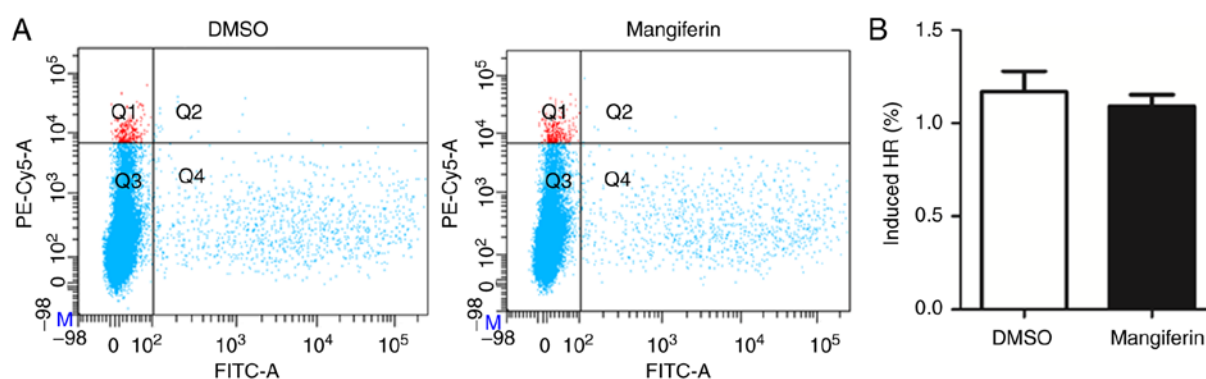 A
DMSO
Mangiferin
B
PE-Cy5-A
10^5
10^4
10^3
10^2
0
−98
Q1
Q2
Q3
Q4
M
−98
0
10^2
10^3
10^4
10^5
FITC-A
PE-Cy5-A
10^5
10^4
10^3
10^2
0
−98
Q1
Q2
Q3
Q4
M
−98
0
10^2
10^3
10^4
10^5
FITC-A
Induced HR (%)
1.5
1.0
0.5
0.0
DMSO
Mangiferin